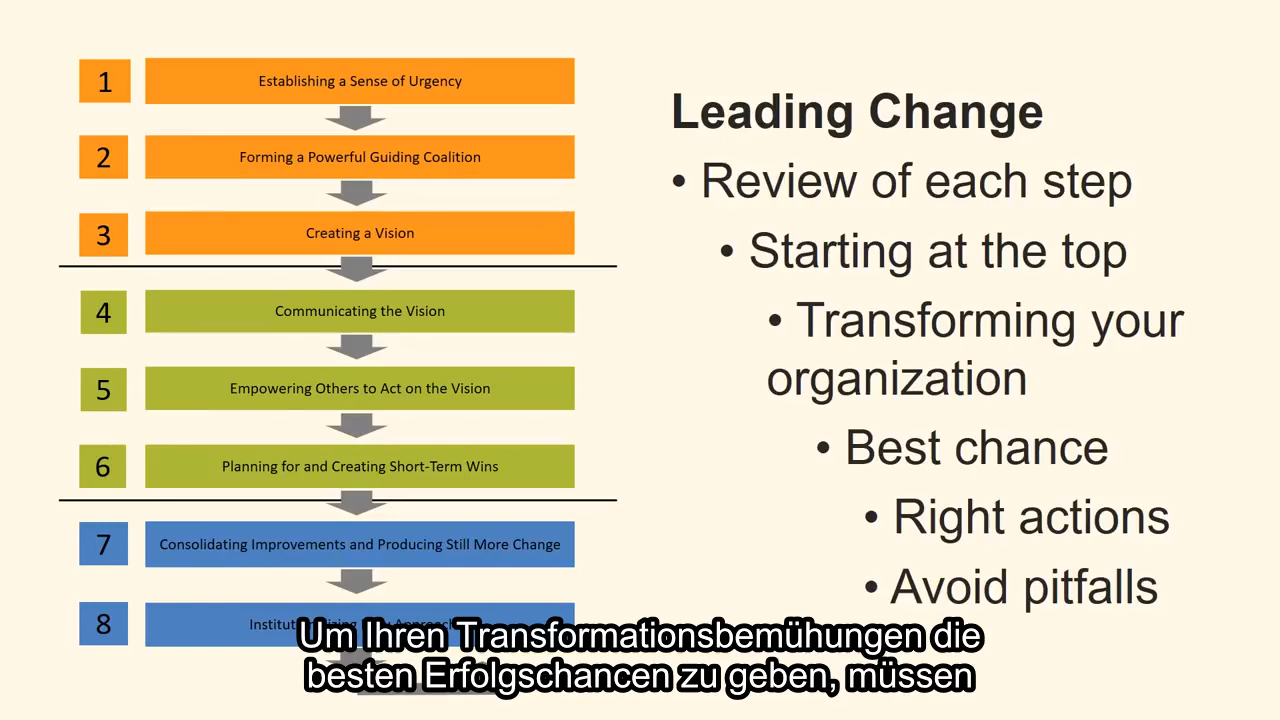 1
Establishing a Sense of Urgency
2
Forming a Powerful Guiding Coalition
3
Creating a Vision
4
Communicating the Vision
5
Empowering Others to Act on the Vision
6
Planning for and Creating Short-Term Wins
7
Consolidating Improvements and Producing Still More Change
8
Leading Change
• Review of each step
• Starting at the top
• Transforming your
organization
• Best chance
• Right actions
• Avoid pitfalls
Um Ihren Transformationsbemühungen die
besten Erfolgschancen zu geben, müssen